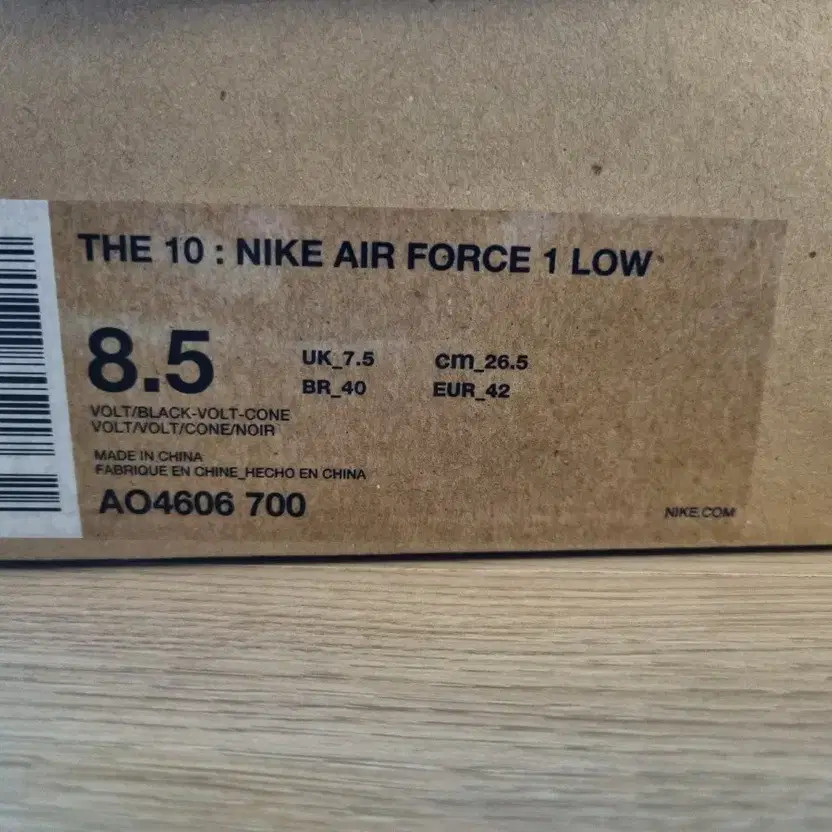 THE 10 : NIKE AIR FORCE 1 LOW
8.5
UK_7.5 cm_26.5
BR_40 EUR_42
VOLT/BLACK-VOLT-CONE
VOLT/VOLT/CONE/NOIR
MADE IN CHINA
FABRIQUE EN CHINE_HECHO EN CHINA
AO4606 700
NIKE.COM